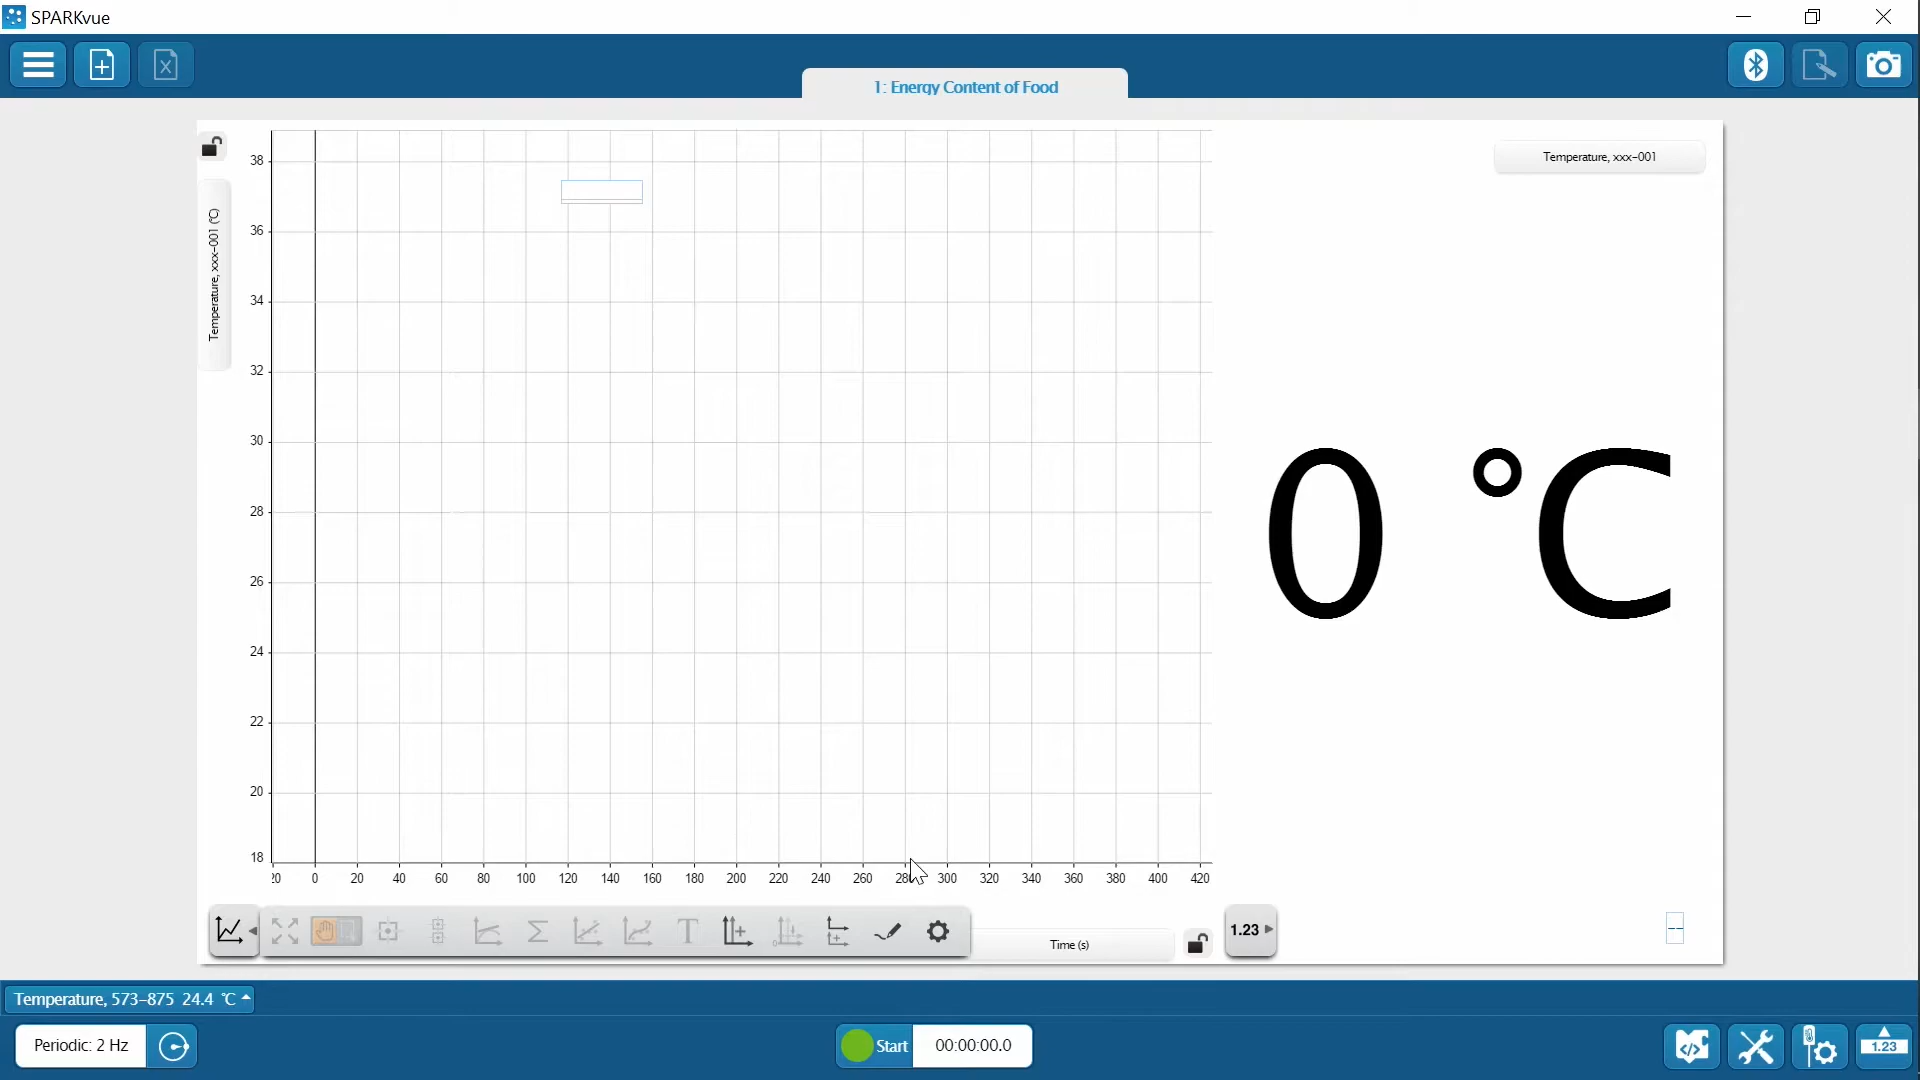 SPARKvue
1: Energy Content of Food
Temperature, xxx-001
Temperature, xxx-001 (℃)
38
36
34
32
30
28
26
24
22
20
18
0 20 40 60 80 100 120 140 160 180 200 220 240 260 300 320 340 360 380 400 420
0 °C
Time (s)
1.23
--
Temperature, 573-875 24.4 ℃
Periodic: 2 Hz
Start
00:00:00.0
1.23